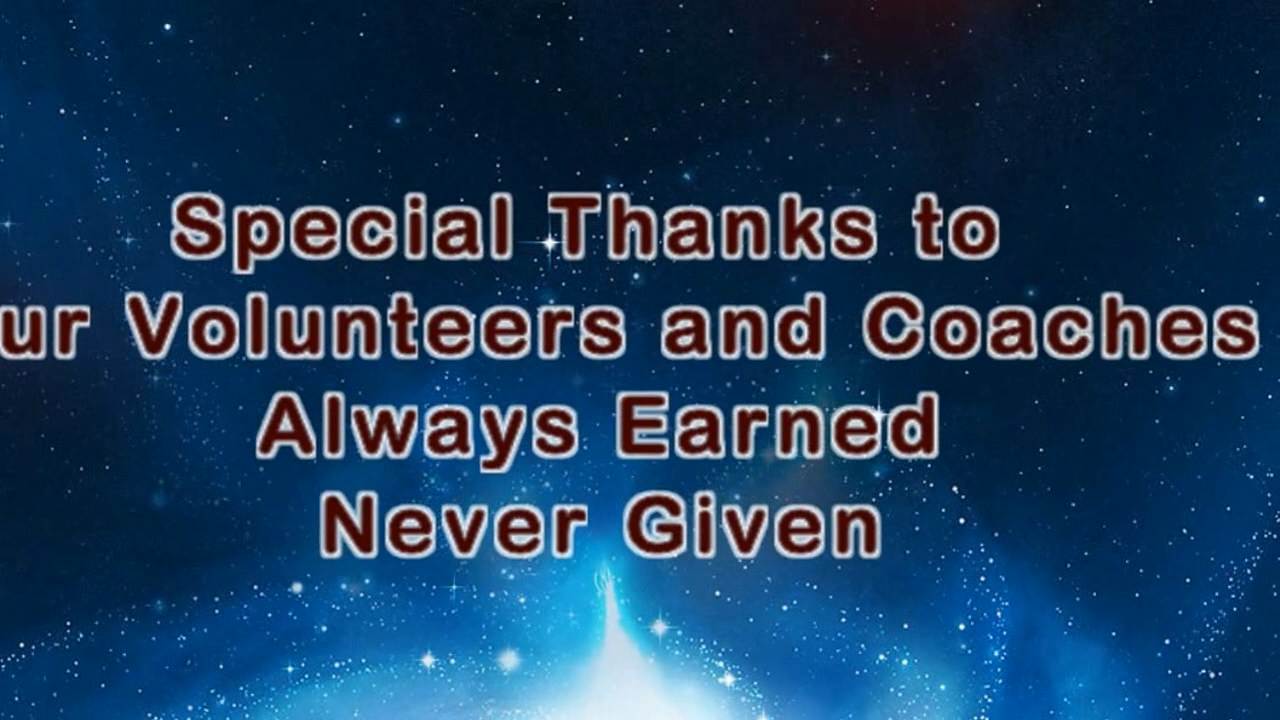 Special Thanks to
ur Volunteers and Coaches
Always Earned
Never Given